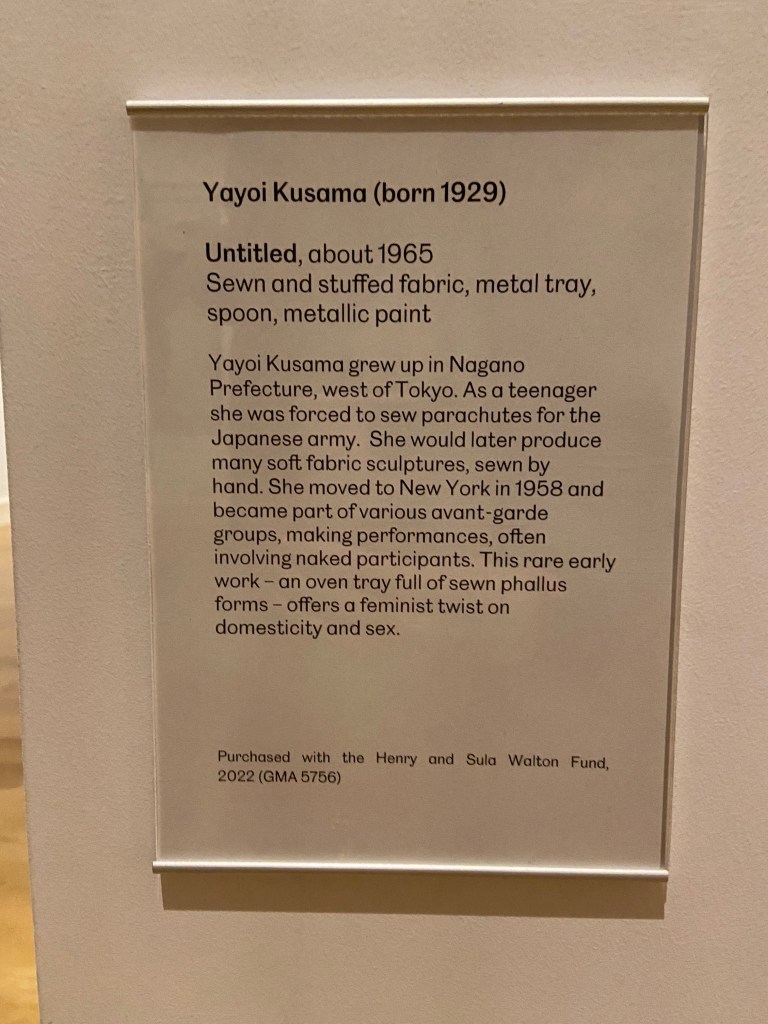 Yayoi Kusama (born 1929)
Untitled, about 1965
Sewn and stuffed fabric, metal tray,
spoon, metallic paint
Yayoi Kusama grew up in Nagano
Prefecture, west of Tokyo. As a teenager
she was forced to sew parachutes for the
Japanese army.  She would later produce
many soft fabric sculptures, sewn by
hand. She moved to New York in 1958 and
became part of various avant-garde
groups, making performances, often
involving naked participants. This rare early
work – an oven tray full of sewn phallus
forms – offers a feminist twist on
domesticity and sex.
Purchased with the Henry and Sula Walton Fund,
2022 (GMA 5756)